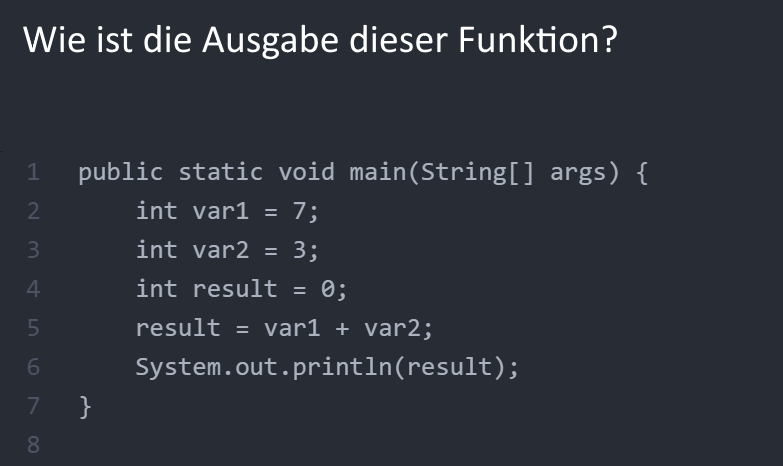 Wie ist die Ausgabe dieser Funktion?
1 public static void main(String[] args) {
2     int var1 = 7;
3     int var2 = 3;
4     int result = 0;
5     result = var1 + var2;
6     System.out.println(result);
7 }
8